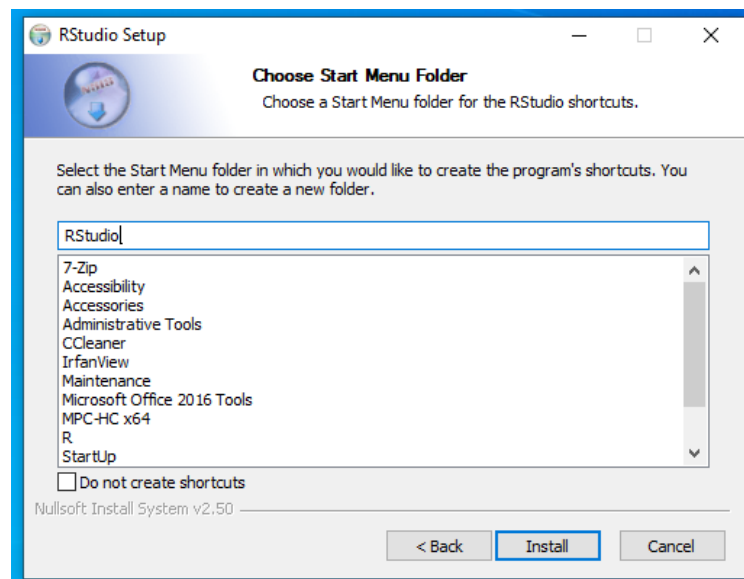 RStudio Setup
Choose Start Menu Folder
Choose a Start Menu folder for the RStudio shortcuts.
Select the Start Menu folder in which you would like to create the program's shortcuts. You
can also enter a name to create a new folder.
RStudio
7-Zip
Accessibility
Accessories
Administrative Tools
CCleaner
IrfanView
Maintenance
Microsoft Office 2016 Tools
MPC-HC x64
R
StartUp
Do not create shortcuts
Nullsoft Install System v2.50
< Back Install Cancel